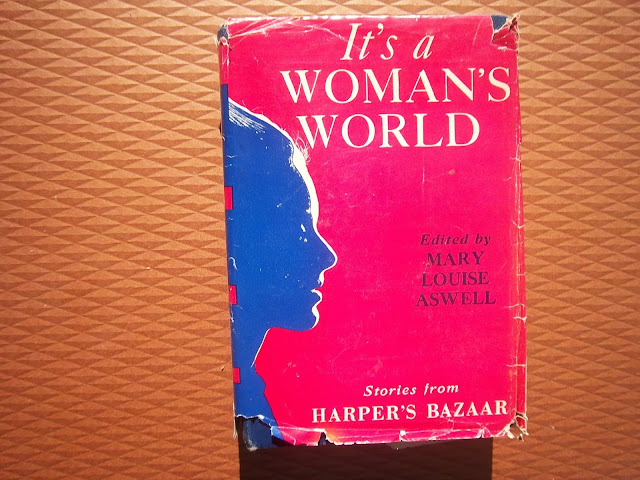 It's a
WOMAN'S
WORLD
Edited by
MARY
LOUISE
ASWELL
Stories from
HARPER'S BAZAAR